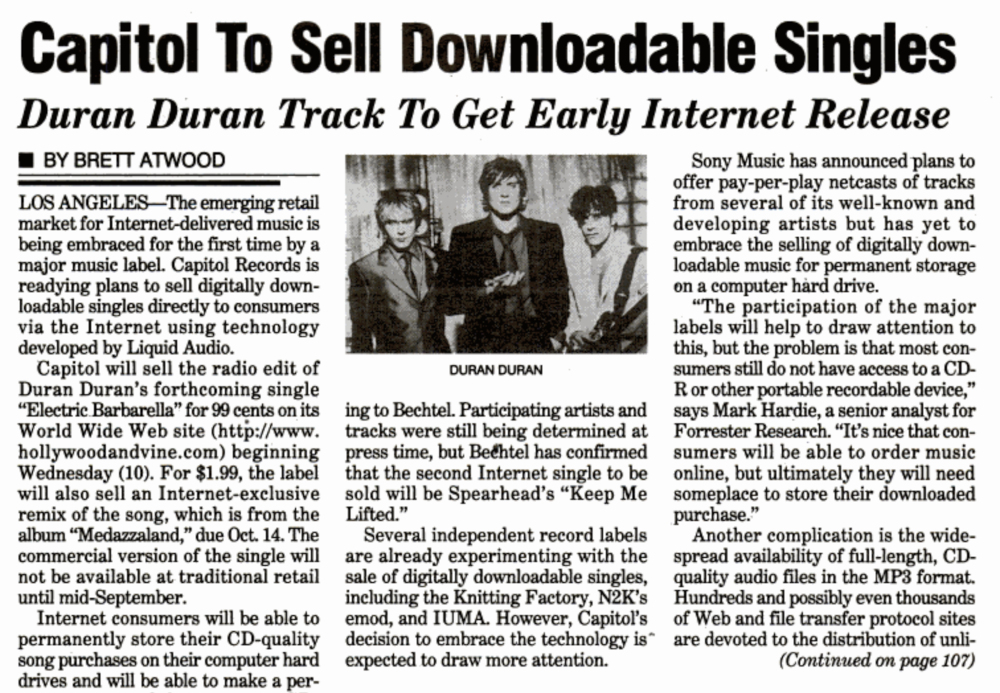 Capitol To Sell Downloadable Singles
Duran Duran Track To Get Early Internet Release
■ BY BRETT ATWOOD
LOS ANGELES—The emerging retail
market for Internet-delivered music is
being embraced for the first time by a
major music label. Capitol Records is
readying plans to sell digitally down-
loadable singles directly to consumers
via the Internet using technology
developed by Liquid Audio.
Capitol will sell the radio edit of
Duran Duran's forthcoming single
“Electric Barbarella” for 99 cents on its
World Wide Web site (http://www.
hollywoodandvine.com) beginning
Wednesday (10). For $1.99, the label
will also sell an Internet-exclusive
remix of the song, which is from the
album “Medazzaland,” due Oct. 14. The
commercial version of the single will
not be available at traditional retail
until mid-September.
Internet consumers will be able to
permanently store their CD-quality
song purchases on their computer hard
drives and will be able to make a per-
DURAN DURAN
ing to Bechtel. Participating artists and
tracks were still being determined at
press time, but Bechtel has confirmed
that the second Internet single to be
sold will be Spearhead's “Keep Me
Lifted.”
Several independent record labels
are already experimenting with the
sale of digitally downloadable singles,
including the Knitting Factory, N2K's
emod, and IUMA. However, Capitol's
decision to embrace the technology is
expected to draw more attention.
Sony Music has announced plans to
offer pay-per-play netcasts of tracks
from several of its well-known and
developing artists but has yet to
embrace the selling of digitally down-
loadable music for permanent storage
on a computer hard drive.
“The participation of the major
labels will help to draw attention to
this, but the problem is that most con-
sumers still do not have access to a CD-
R or other portable recordable device,”
says Mark Hardie, a senior analyst for
Forrester Research. “It's nice that con-
sumers will be able to order music
online, but ultimately they will need
someplace to store their downloaded
purchase.”
Another complication is the wide-
spread availability of full-length, CD-
quality audio files in the MP3 format.
Hundreds and possibly even thousands
of Web and file transfer protocol sites
are devoted to the distribution of unli-
(Continued on page 107)